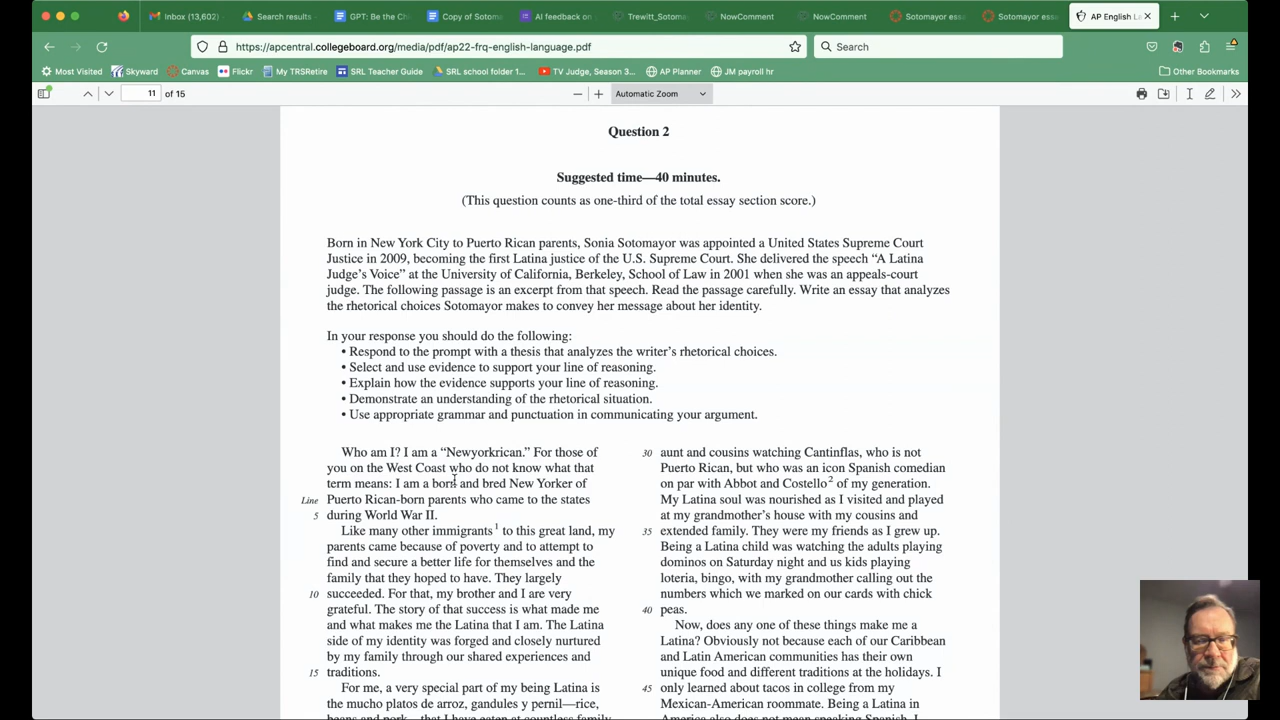 Inbox (13,602)
Search results
GPT: Be the Ch
Copy of Sotom
AI feedback on
Trewitt_Sotoma
NowComment
NowComment
Sotomayor essa
Sotomayor essa
AP English La
https://apcentral.collegeboard.org/media/pdf/ap22-frq-english-language.pdf
Search
Most Visited
Skyward
Canvas
Flickr
My TRSRetire
SRL Teacher Guide
SRL school folder 1...
TV Judge, Season 3...
AP Planner
JM payroll hr
Other Bookmarks
11 of 15
Automatic Zoom
Question 2
Suggested time—40 minutes.
(This question counts as one-third of the total essay section score.)
Born in New York City to Puerto Rican parents, Sonia Sotomayor was appointed a United States Supreme Court
Justice in 2009, becoming the first Latina justice of the U.S. Supreme Court. She delivered the speech “A Latina
Judge’s Voice” at the University of California, Berkeley, School of Law in 2001 when she was an appeals-court
judge. The following passage is an excerpt from that speech. Read the passage carefully. Write an essay that analyzes
the rhetorical choices Sotomayor makes to convey her message about her identity.
In your response you should do the following:
• Respond to the prompt with a thesis that analyzes the writer’s rhetorical choices.
• Select and use evidence to support your line of reasoning.
• Explain how the evidence supports your line of reasoning.
• Demonstrate an understanding of the rhetorical situation.
• Use appropriate grammar and punctuation in communicating your argument.
Who am I? I am a “Newyorkrican.” For those of
you on the West Coast who do not know what that
term means: I am a born and bred New Yorker of
Line Puerto Rican-born parents who came to the states
5 during World War II.
Like many other immigrants1 to this great land, my
parents came because of poverty and to attempt to
find and secure a better life for themselves and the
family that they hoped to have. They largely
10 succeeded. For that, my brother and I are very
grateful. The story of that success is what made me
and what makes me the Latina that I am. The Latina
side of my identity was forged and closely nurtured
by my family through our shared experiences and
15 traditions.
For me, a very special part of my being Latina is
the mucho platos de arroz, gandules y pernil—rice,
beans and pork—that I have eaten at countless family
30 aunt and cousins watching Cantinflas, who is not
Puerto Rican, but who was an icon Spanish comedian
on par with Abbot and Costello2 of my generation.
My Latina soul was nourished as I visited and played
at my grandmother’s house with my cousins and
35 extended family. They were my friends as I grew up.
Being a Latina child was watching the adults playing
dominos on Saturday night and us kids playing
loteria, bingo, with my grandmother calling out the
numbers which we marked on our cards with chick
40 peas.
Now, does any one of these things make me a
Latina? Obviously not because each of our Caribbean
and Latin American communities has their own
unique food and different traditions at the holidays. I
45 only learned about tacos in college from my
Mexican-American roommate. Being a Latina in
America also does not mean speaking Spanish. I